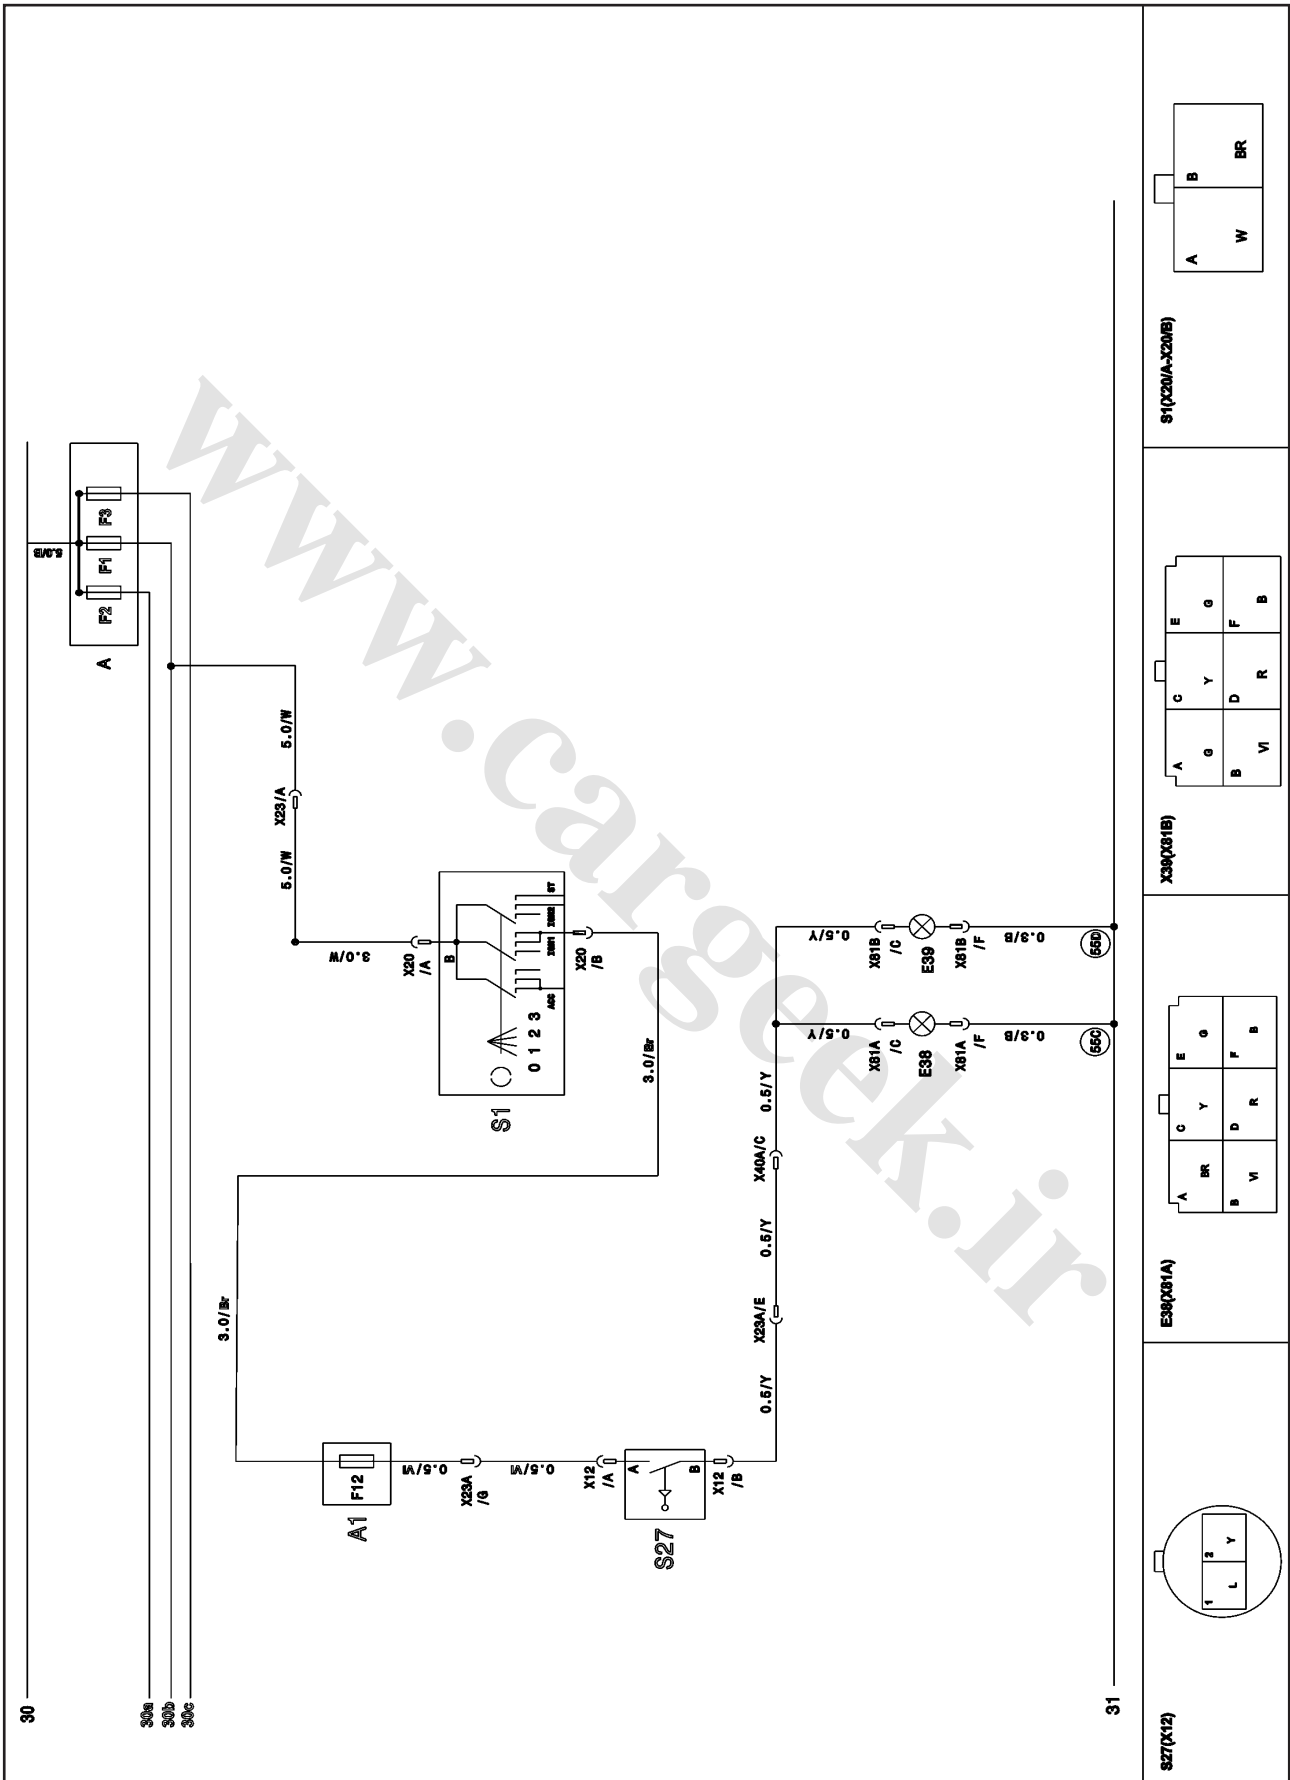 30
30a
30b
30c
5.0/B
F2
F1
F3
A
5.0/W
X23/A
5.0/W
3.0/W
X20
/A
B
0 1 2 3
ACC
IGN1
IGN2
ST
S1
X20
/B
3.0/Br
3.0/Br
F12
A1
0.5/VI
X23A
/G
0.5/VI
X12
/A
A
B
S27
X12
/B
0.5/Y
X23A/E
0.5/Y
X40A/C
0.5/Y
0.5/Y
X81A
/C
E38
X81A
/F
0.3/B
55C
0.5/Y
X81B
/C
E39
X81B
/F
0.3/B
55D
31
S27(X12)
1
L
2
Y
E38(X81A)
A
BR
C
Y
E
G
B
VI
D
R
F
B
X39(X81B)
A
G
C
Y
E
G
B
VI
D
R
F
B
S1(X20/A-X20/B)
A
W
B
BR
www.cargeek.ir